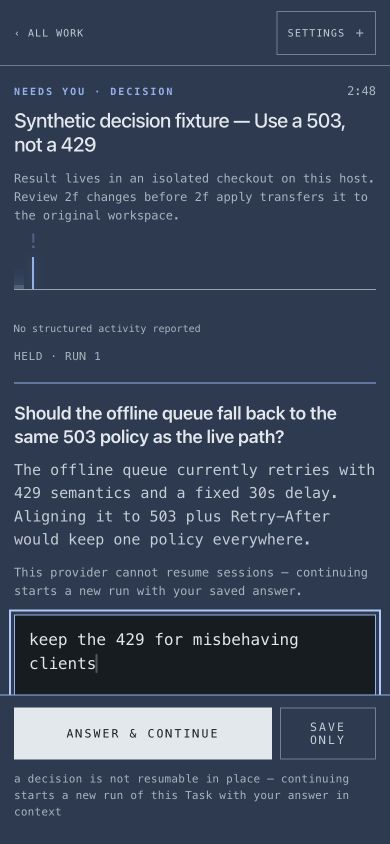 ‹ ALL WORK
SETTINGS +
NEEDS YOU · DECISION
2:48
Synthetic decision fixture — Use a 503,
not a 429
Result lives in an isolated checkout on this host.
Review 2f changes before 2f apply transfers it to
the original workspace.
!
No structured activity reported
HELD · RUN 1
Should the offline queue fall back to the
same 503 policy as the live path?
The offline queue currently retries with
429 semantics and a fixed 30s delay.
Aligning it to 503 plus Retry-After
would keep one policy everywhere.
This provider cannot resume sessions — continuing
starts a new run with your saved answer.
keep the 429 for misbehaving
clients
ANSWER & CONTINUE
SAVE
ONLY
a decision is not resumable in place — continuing
starts a new run of this Task with your answer in
context